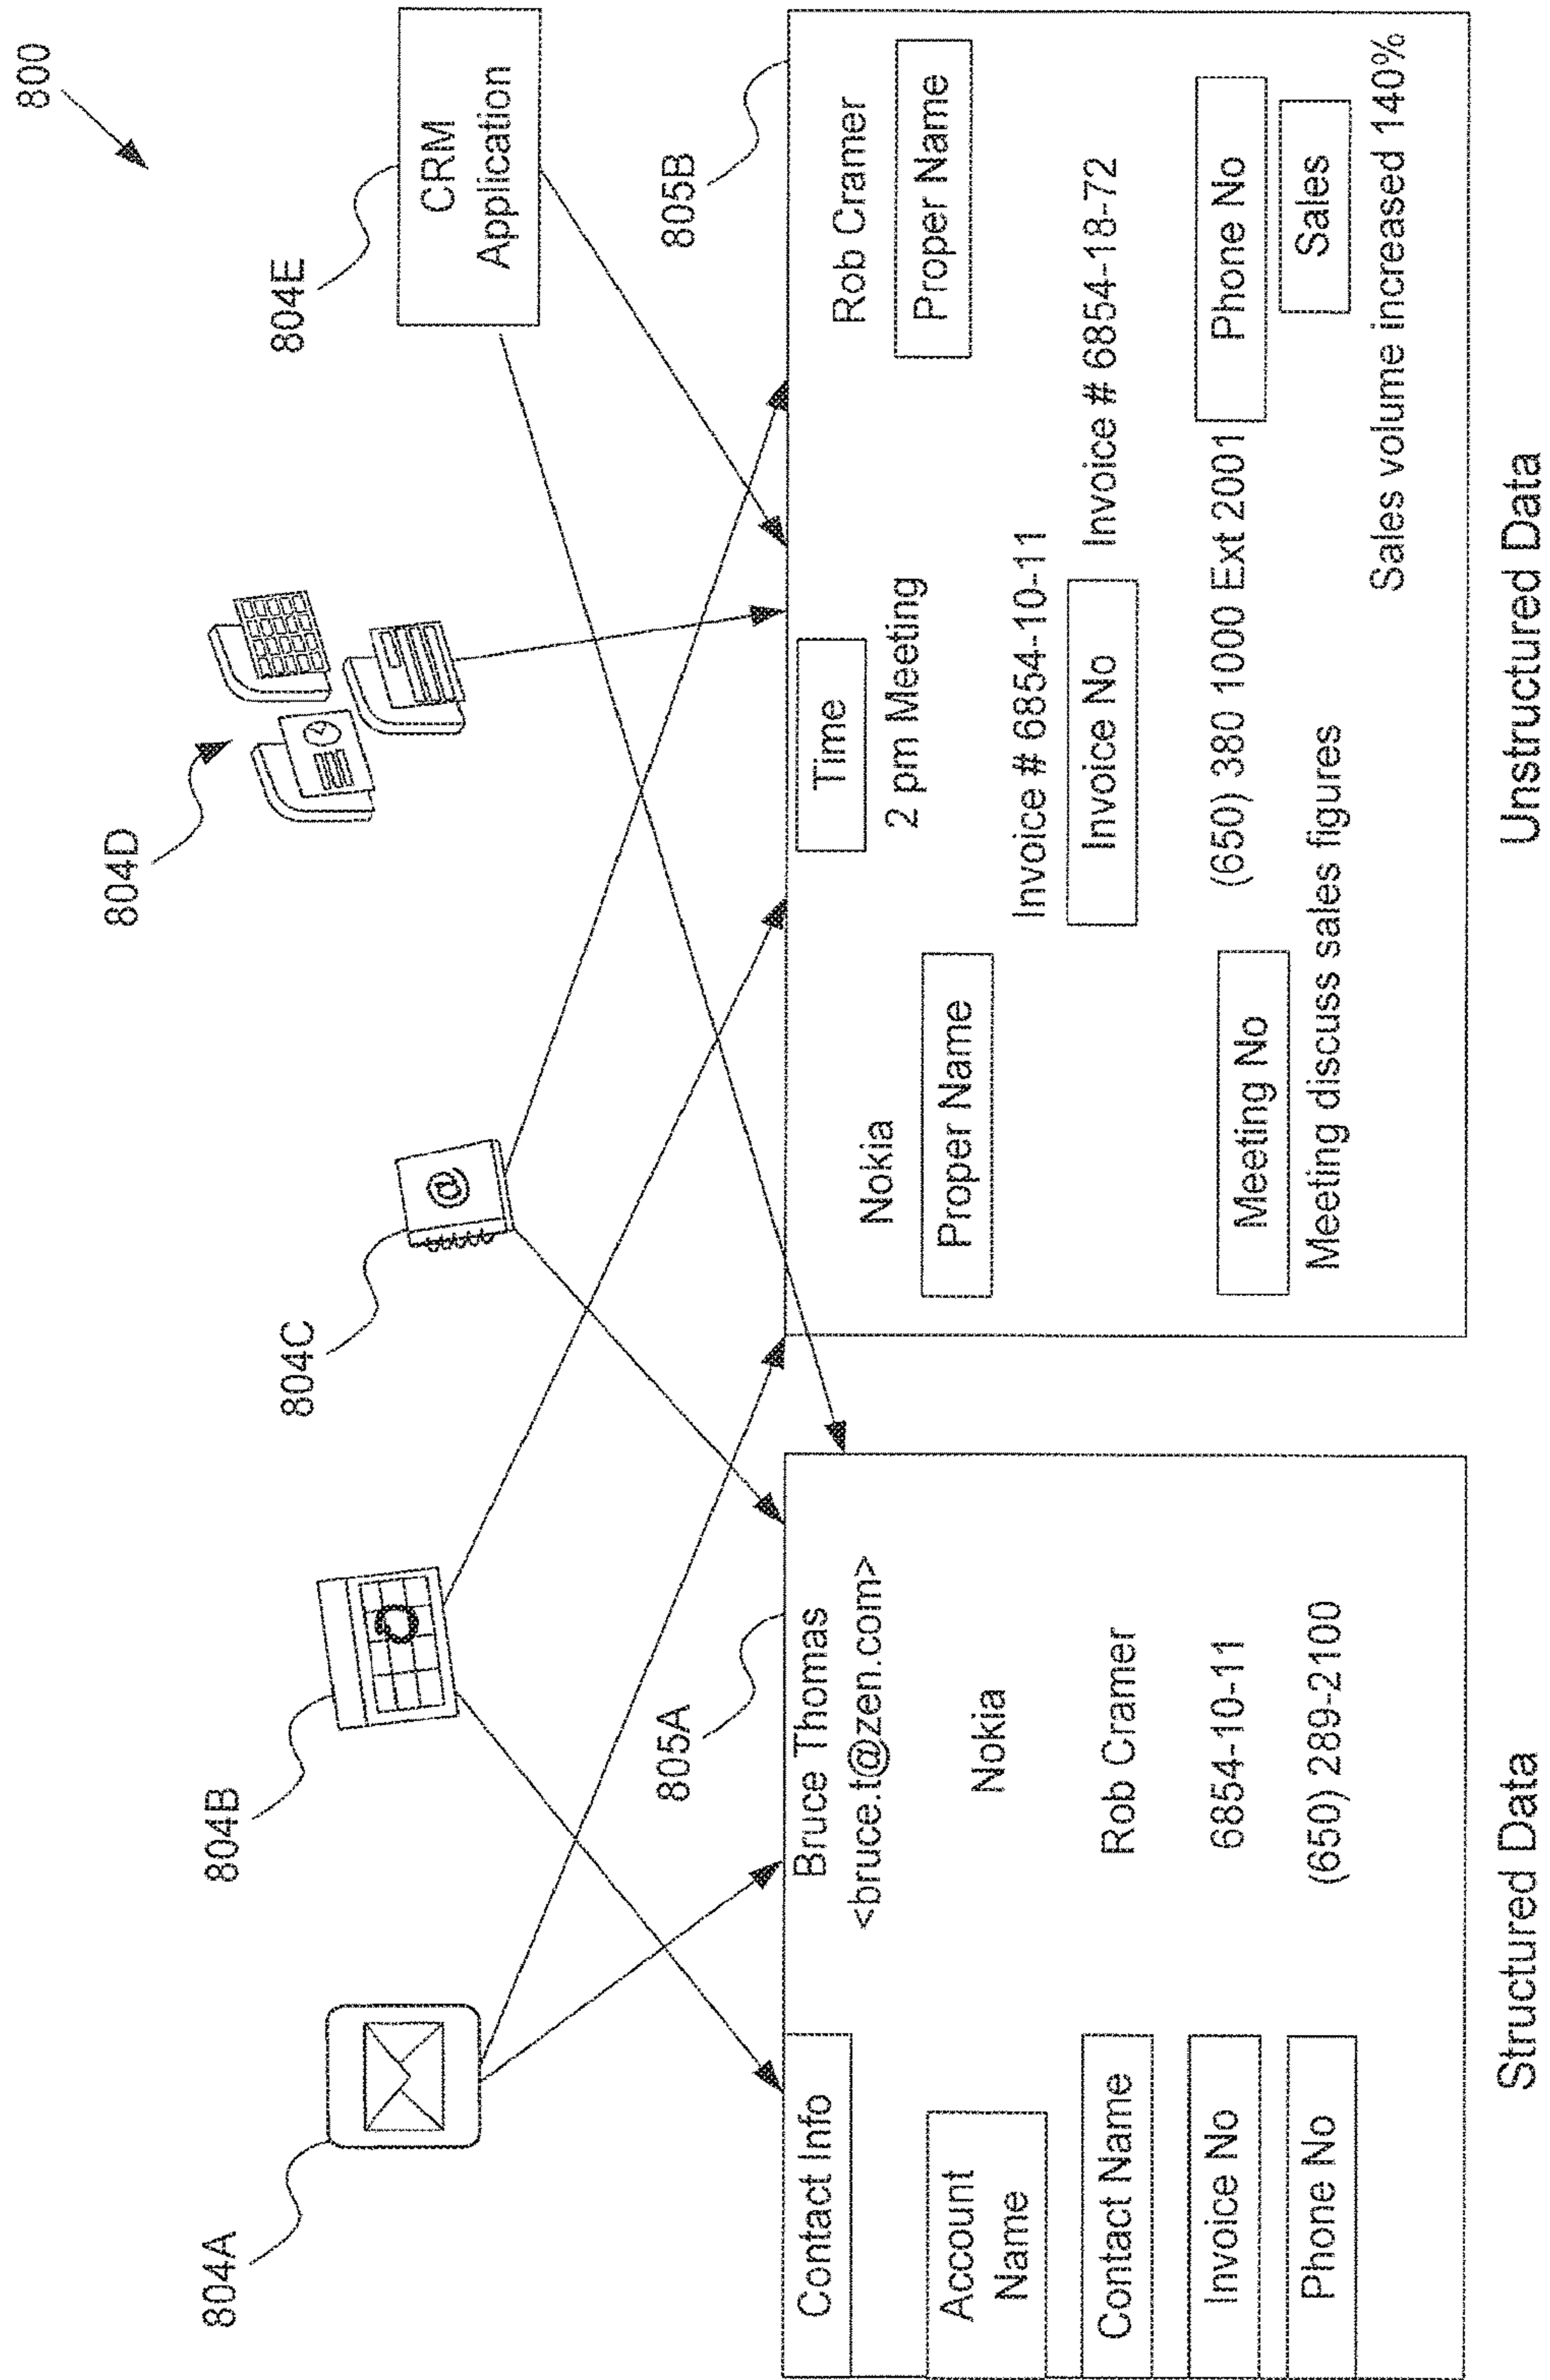 800
804A
804B
804C
804D
804E
CRM
Application
805A
805B
Contact Info
Bruce Thomas
<bruce.t@zen.com>
Account
Name
Nokia
Contact Name
Rob Cramer
Invoice No
6854-10-11
Phone No
(650) 289-2100
Structured Data
Time
2 pm Meeting
Rob Cramer
Proper Name
Nokia
Proper Name
Invoice # 6854-10-11
Invoice No
Invoice # 6854-18-72
Meeting No
Meeting discuss sales figures
(650) 380 1000 Ext 2001
Phone No
Sales
Sales volume increased 140%
Unstructured Data